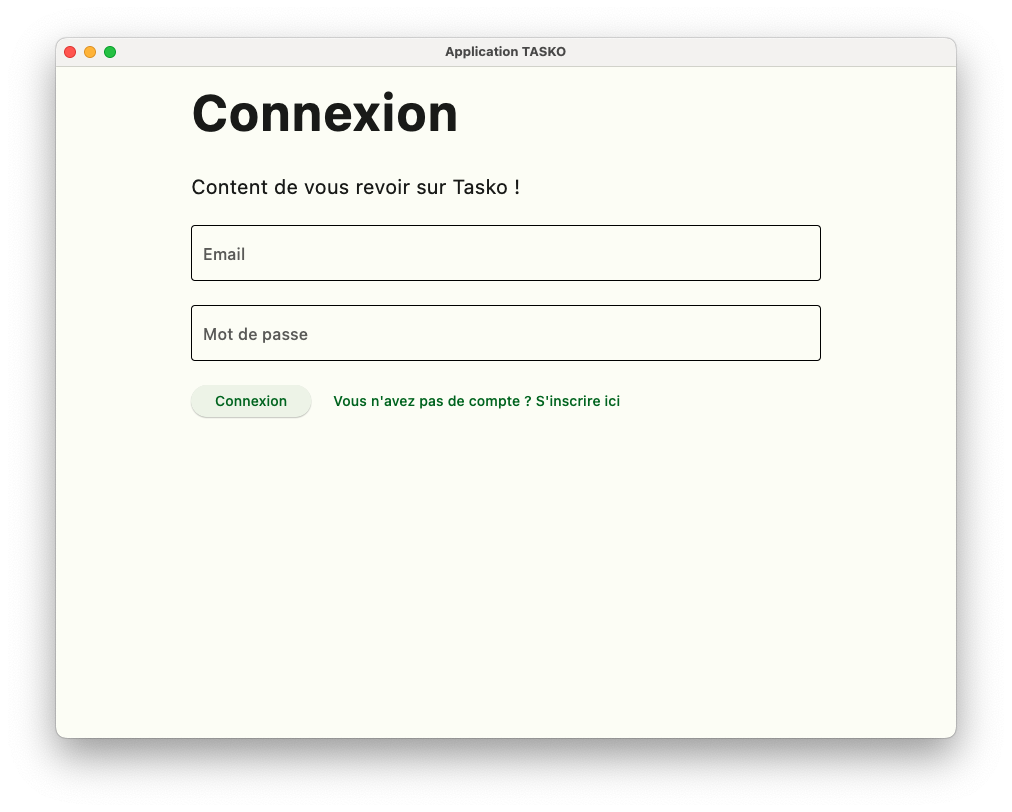 Application TASKO
Connexion
Content de vous revoir sur Tasko !
Email
Mot de passe
Connexion
Vous n'avez pas de compte ? S'inscrire ici